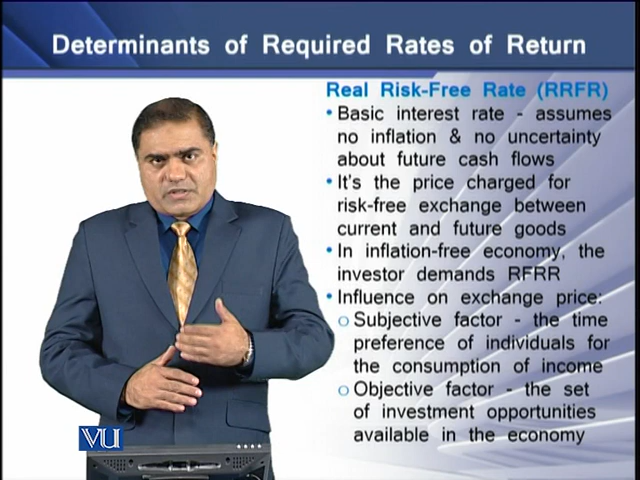 Determinants of Required Rates of Return
Real Risk-Free Rate (RRFR)
• Basic interest rate - assumes
no inflation & no uncertainty
about future cash flows
• It's the price charged for
risk-free exchange between
current and future goods
• In inflation-free economy, the
investor demands RFRR
• Influence on exchange price:
o Subjective factor - the time
preference of individuals for
the consumption of income
o Objective factor - the set
of investment opportunities
available in the economy
VU